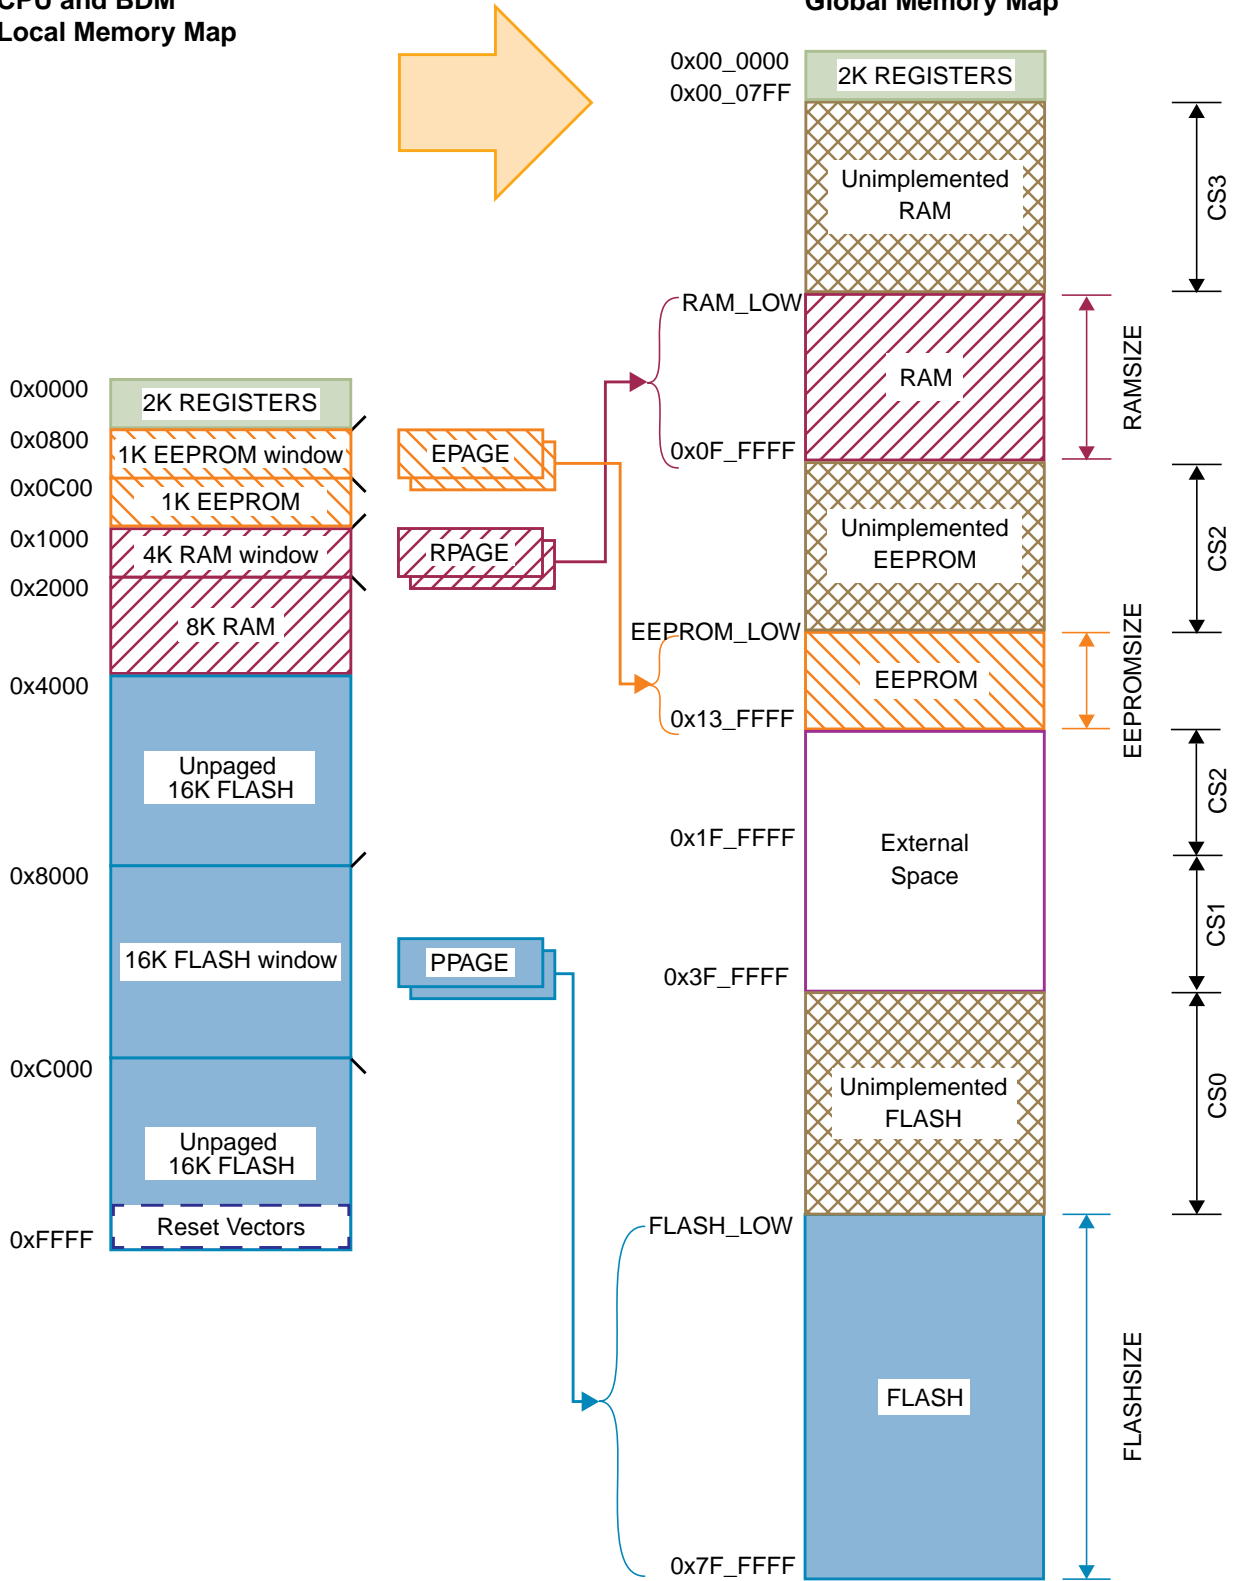 CPU and BDM
Local Memory Map
Global Memory Map
0x0000
2K REGISTERS
0x0800
1K EEPROM window
0x0C00
1K EEPROM
0x1000
4K RAM window
0x2000
8K RAM
0x4000
Unpaged
16K FLASH
0x8000
16K FLASH window
0xC000
Unpaged
16K FLASH
Reset Vectors
0xFFFF
EPAGE
RPAGE
PPAGE
0x00_0000
0x00_07FF
2K REGISTERS
Unimplemented
RAM
CS3
RAM_LOW
RAM
RAMSIZE
0x0F_FFFF
Unimplemented
EEPROM
CS2
EEPROM_LOW
EEPROM
EEPROMSIZE
0x13_FFFF
CS2
0x1F_FFFF
External
Space
CS1
0x3F_FFFF
Unimplemented
FLASH
CS0
FLASH_LOW
FLASH
FLASHSIZE
0x7F_FFFF